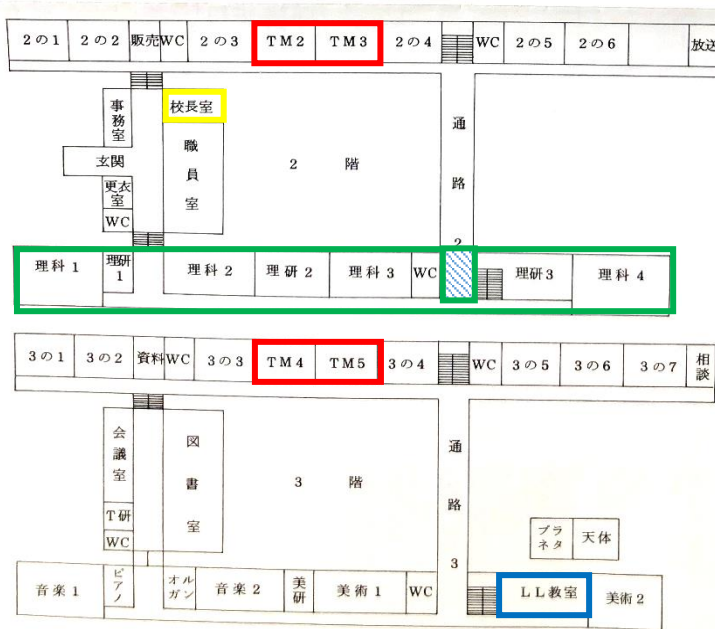 2の1 2の2 販売 WC 2の3 TM2 TM3 2の4 WC 2の5 2の6 放送
事務室 校長室
通路2
玄関 職員室 2階
更衣室
WC
理科1 理研1 理科2 理研2 理科3 WC 理研3 理科4
3の1 3の2 資料 WC 3の3 TM4 TM5 3の4 WC 3の5 3の6 3の7 相談
会議室 図書室 3階 通路3
T研
WC
プラネタ 天体
音楽1 ピアノ オルガン 音楽2 美研 美術1 WC LL教室 美術2